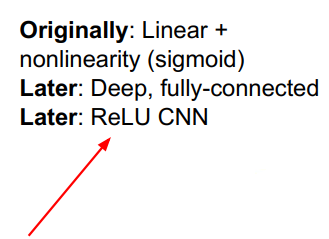 Originally: Linear +
nonlinearity (sigmoid)
Later: Deep, fully-connected
Later: ReLU CNN